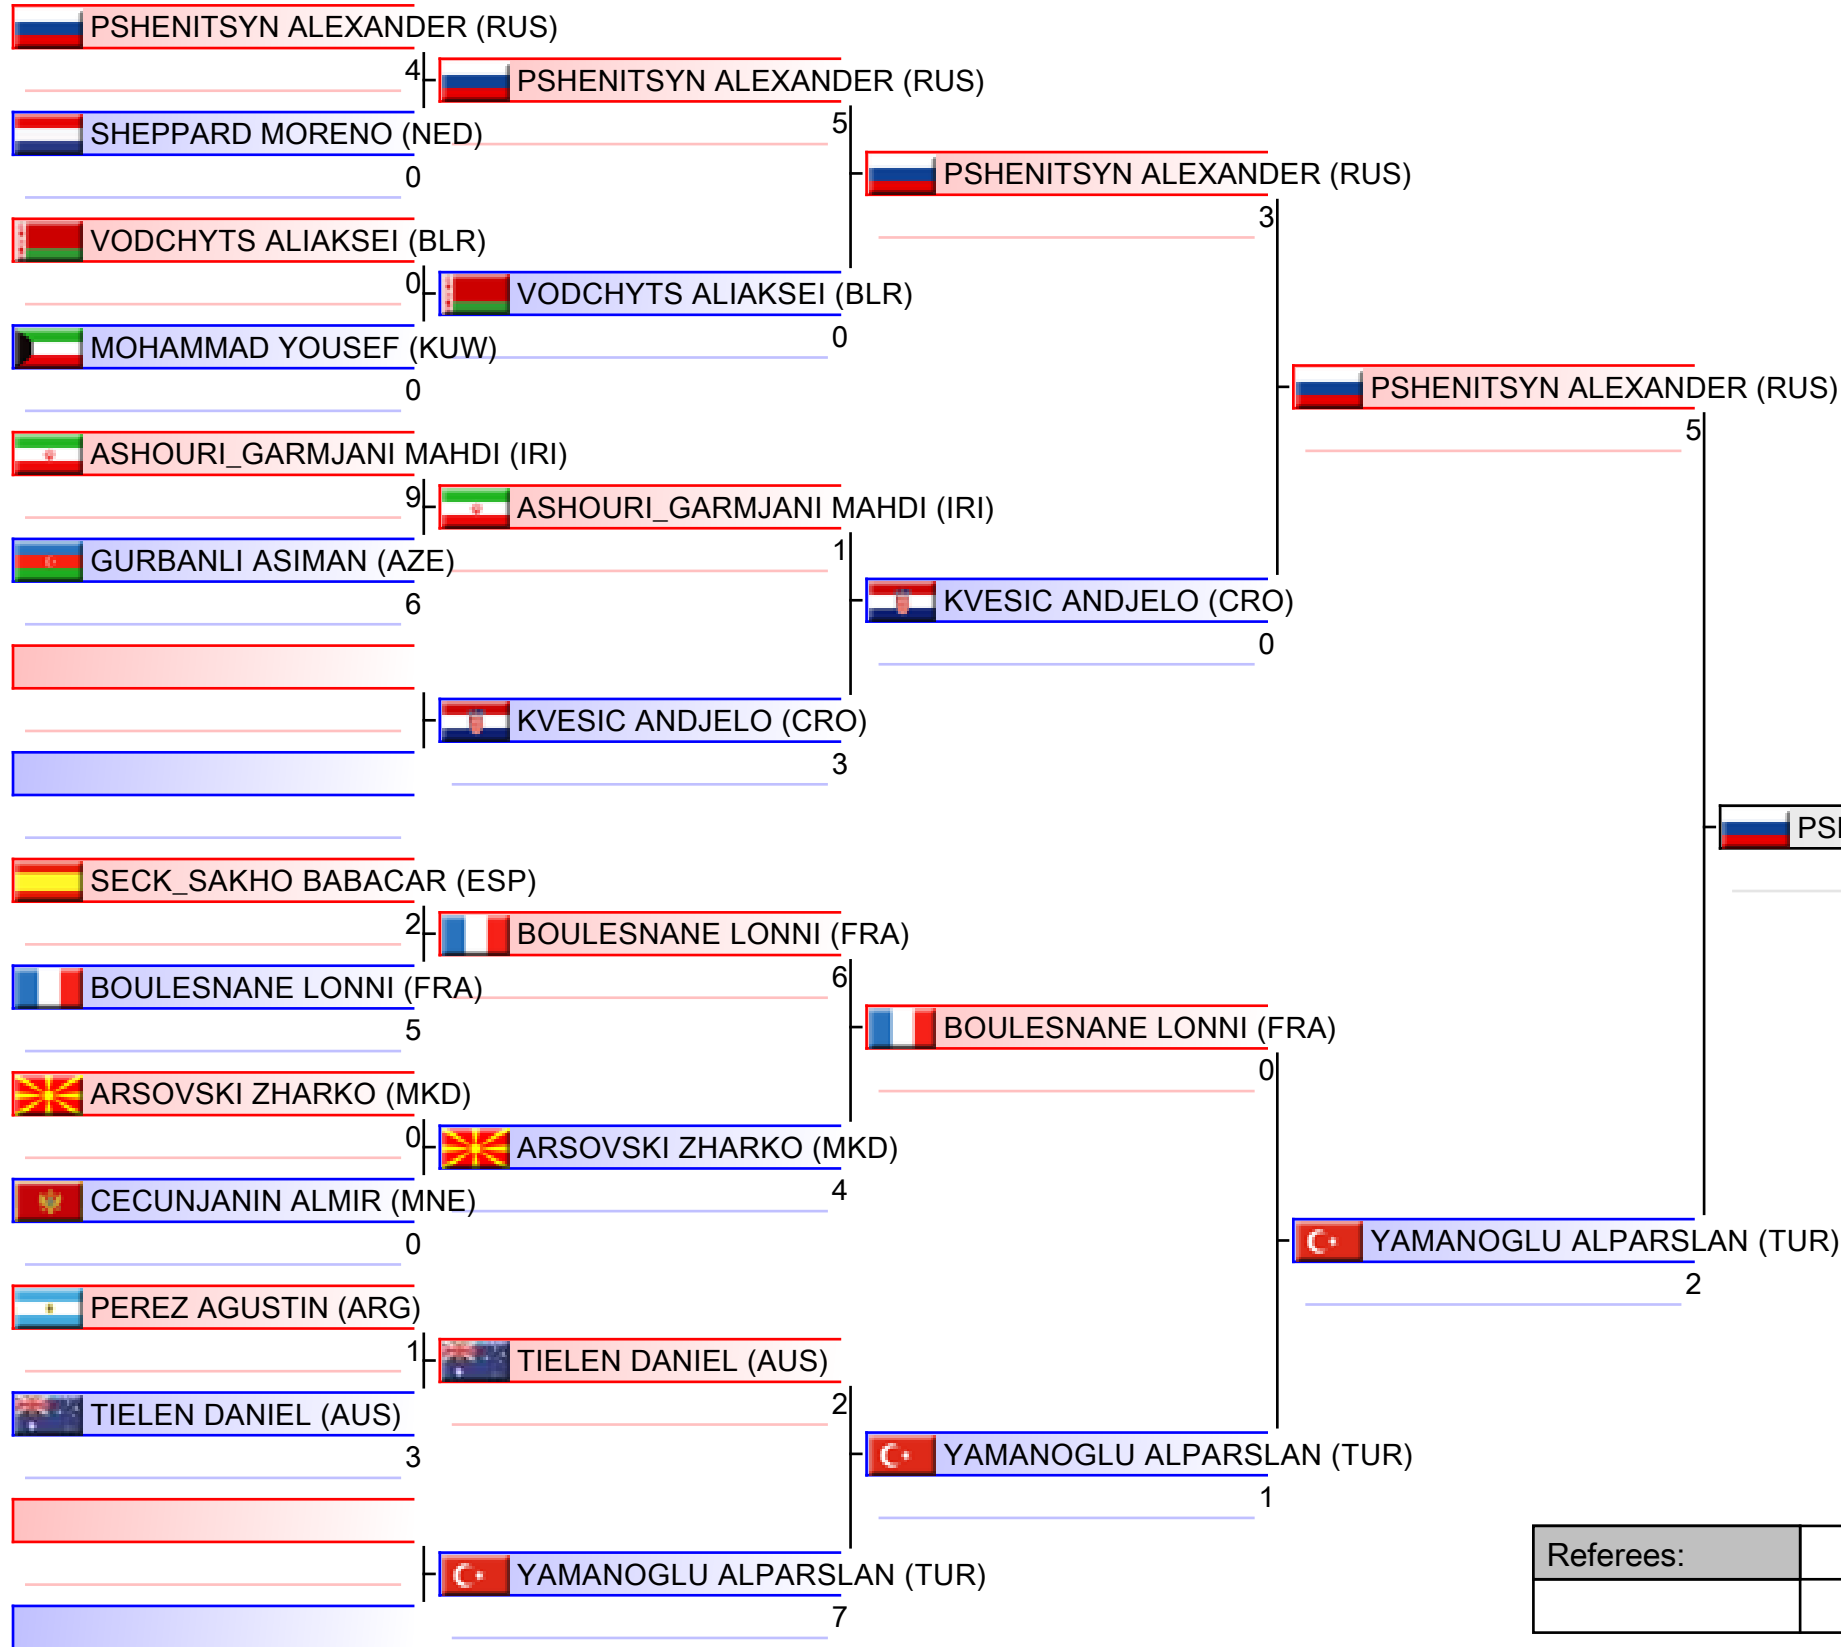 PSHENITSYN ALEXANDER (RUS)
4
PSHENITSYN ALEXANDER (RUS)
SHEPPARD MORENO (NED)
5
0
PSHENITSYN ALEXANDER (RUS)
3
VODCHYTS ALIAKSEI (BLR)
0
VODCHYTS ALIAKSEI (BLR)
0
MOHAMMAD YOUSEF (KUW)
0
PSHENITSYN ALEXANDER (RUS)
5
ASHOURI_GARMJANI MAHDI (IRI)
9
ASHOURI_GARMJANI MAHDI (IRI)
1
GURBANLI ASIMAN (AZE)
6
KVESIC ANDJELO (CRO)
0
KVESIC ANDJELO (CRO)
3
PSI
SECK_SAKHO BABACAR (ESP)
2
BOULESNANE LONNI (FRA)
6
BOULESNANE LONNI (FRA)
5
BOULESNANE LONNI (FRA)
0
ARSOVSKI ZHARKO (MKD)
0
ARSOVSKI ZHARKO (MKD)
4
CECUNJANIN ALMIR (MNE)
0
YAMANOGLU ALPARSLAN (TUR)
2
PEREZ AGUSTIN (ARG)
1
TIELEN DANIEL (AUS)
2
TIELEN DANIEL (AUS)
3
YAMANOGLU ALPARSLAN (TUR)
1
YAMANOGLU ALPARSLAN (TUR)
7
Referees: